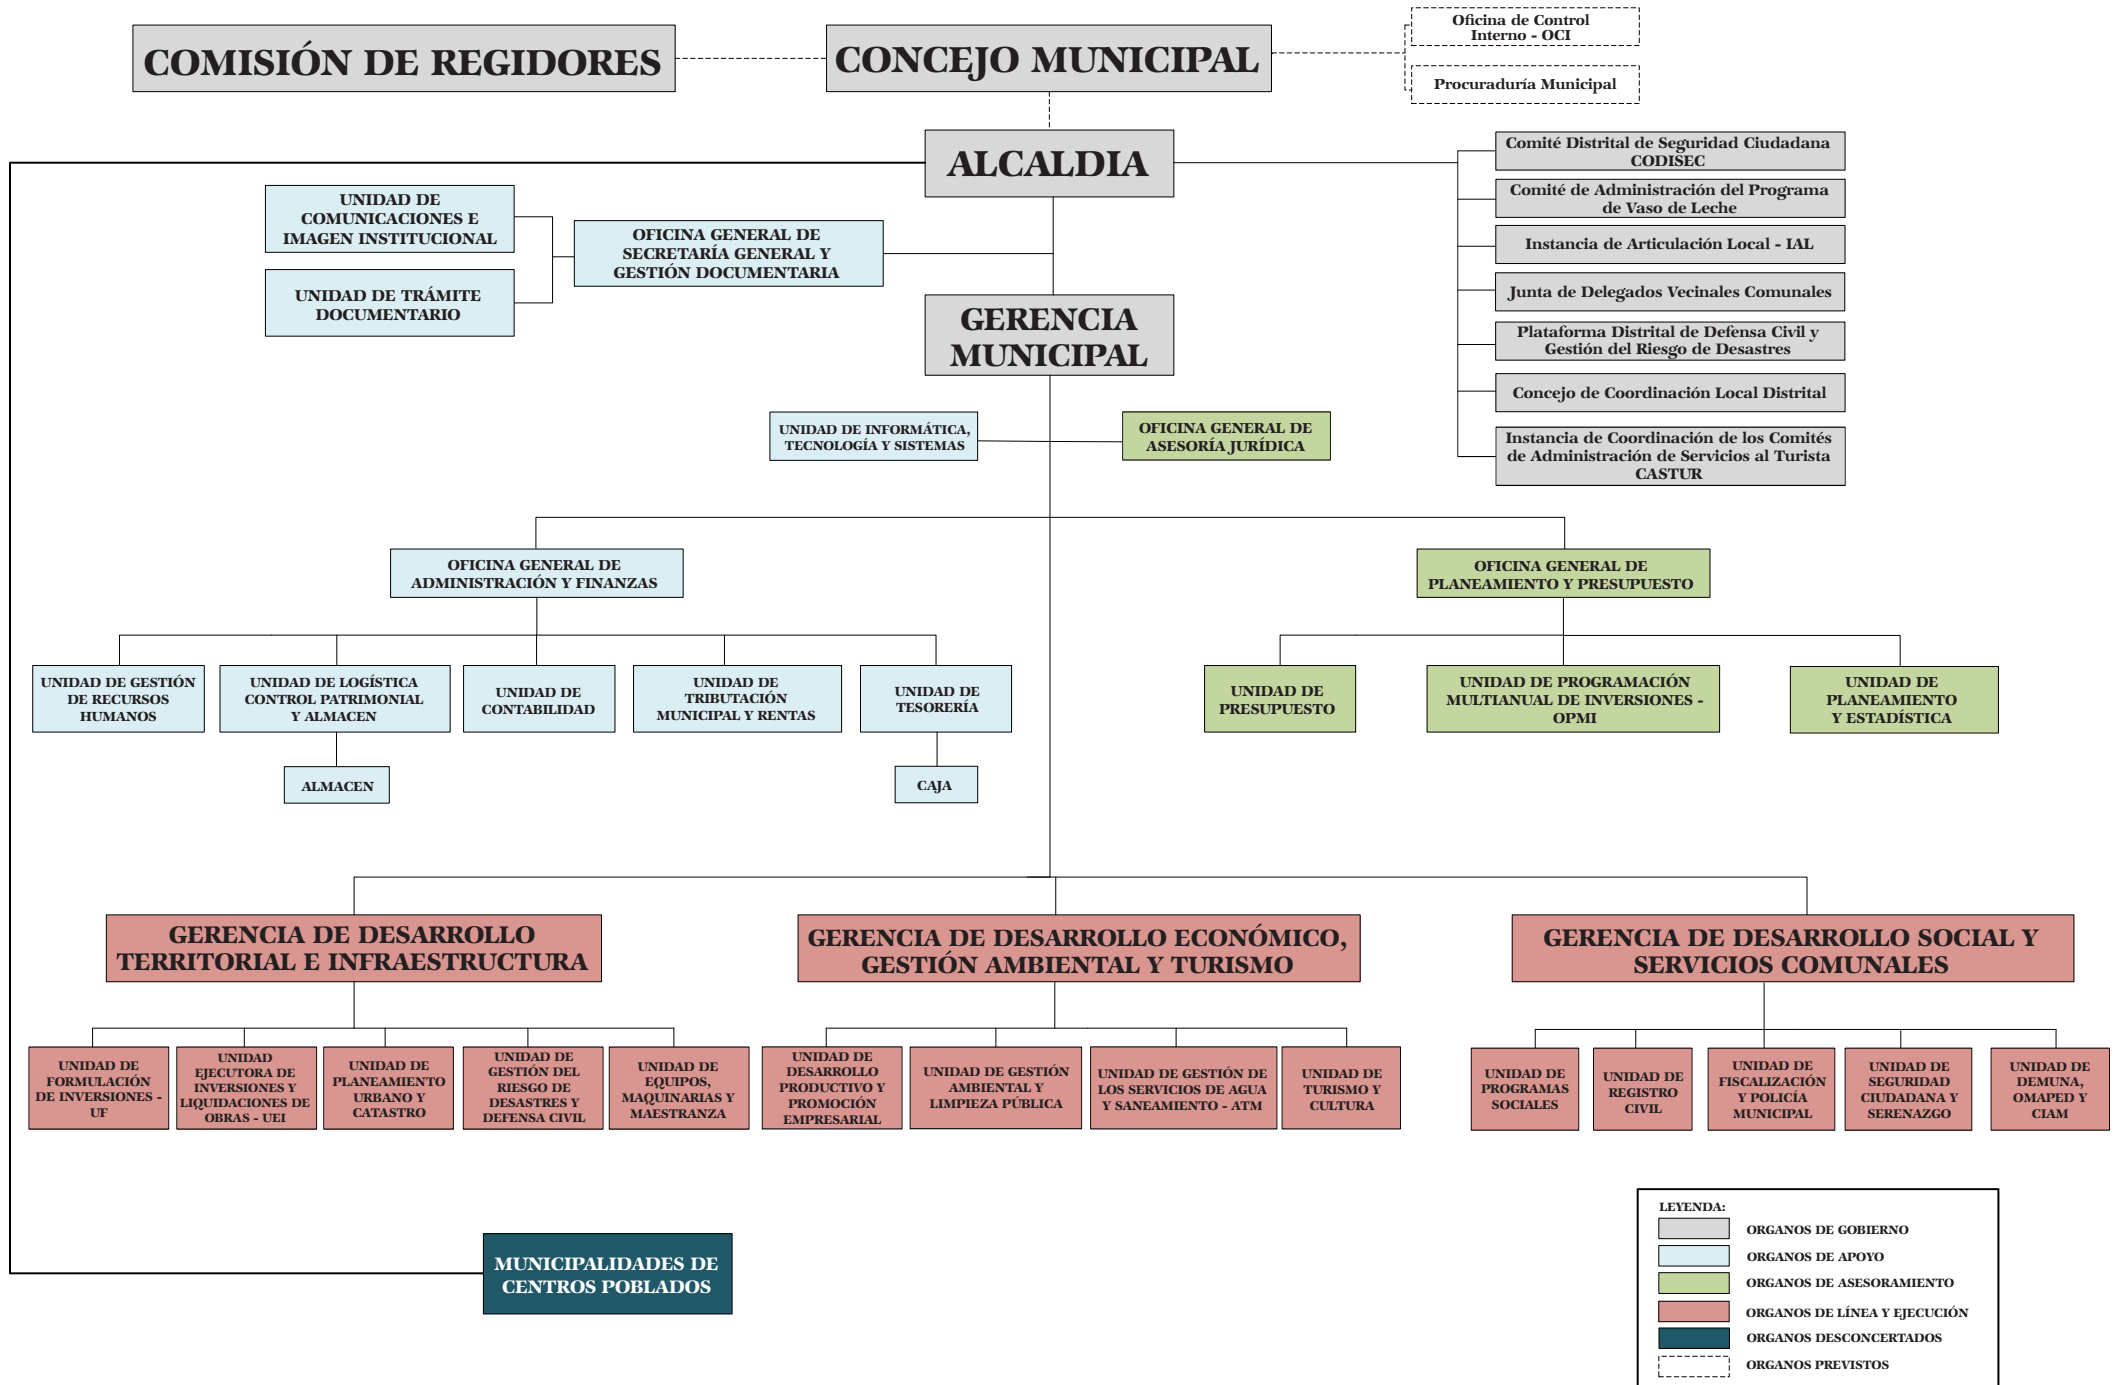 Oficina de Control
Interno - OCI
COMISIÓN DE REGIDORES
CONCEJO MUNICIPAL
Procuraduría Municipal
ALCALDIA
Comité Distrital de Seguridad Ciudadana
CODISEC
Comité de Administración del Programa
de Vaso de Leche
Instancia de Articulación Local - IAL
Junta de Delegados Vecinales Comunales
Plataforma Distrital de Defensa Civil y
Gestión del Riesgo de Desastres
Concejo de Coordinación Local Distrital
Instancia de Coordinación de los Comités
de Administración de Servicios al Turista
CASTUR
UNIDAD DE
COMUNICACIONES E
IMAGEN INSTITUCIONAL
UNIDAD DE TRÁMITE
DOCUMENTARIO
OFICINA GENERAL DE
SECRETARÍA GENERAL Y
GESTIÓN DOCUMENTARIA
GERENCIA
MUNICIPAL
UNIDAD DE INFORMÁTICA,
TECNOLOGÍA Y SISTEMAS
OFICINA GENERAL DE
ASESORÍA JURÍDICA
OFICINA GENERAL DE
ADMINISTRACIÓN Y FINANZAS
OFICINA GENERAL DE
PLANEAMIENTO Y PRESUPUESTO
UNIDAD DE GESTIÓN
DE RECURSOS
HUMANOS
UNIDAD DE LOGÍSTICA
CONTROL PATRIMONIAL
Y ALMACEN
UNIDAD DE
CONTABILIDAD
UNIDAD DE
TRIBUTACIÓN
MUNICIPAL Y RENTAS
UNIDAD DE
TESORERÍA
UNIDAD DE
PRESUPUESTO
UNIDAD DE PROGRAMACIÓN
MULTIANUAL DE INVERSIONES -
OPMI
UNIDAD DE
PLANEAMIENTO
Y ESTADÍSTICA
ALMACEN
CAJA
GERENCIA DE DESARROLLO
TERRITORIAL E INFRAESTRUCTURA
GERENCIA DE DESARROLLO ECONÓMICO,
GESTIÓN AMBIENTAL Y TURISMO
GERENCIA DE DESARROLLO SOCIAL Y
SERVICIOS COMUNALES
UNIDAD DE
FORMULACIÓN
DE INVERSIONES -
UF
UNIDAD
EJECUTORA DE
INVERSIONES Y
LIQUIDACIONES DE
OBRAS - UEI
UNIDAD DE
PLANEAMIENTO
URBANO Y
CATASTRO
UNIDAD DE
GESTIÓN DEL
RIESGO DE
DESASTRES Y
DEFENSA CIVIL
UNIDAD DE
EQUIPOS,
MAQUINARIAS Y
MAESTRANZA
UNIDAD DE
DESARROLLO
PRODUCTIVO Y
PROMOCIÓN
EMPRESARIAL
UNIDAD DE GESTIÓN
AMBIENTAL Y
LIMPIEZA PÚBLICA
UNIDAD DE GESTIÓN DE
LOS SERVICIOS DE AGUA
Y SANEAMIENTO - ATM
UNIDAD DE
TURISMO Y
CULTURA
UNIDAD DE
PROGRAMAS
SOCIALES
UNIDAD DE
REGISTRO
CIVIL
UNIDAD DE
FISCALIZACIÓN
Y POLICÍA
MUNICIPAL
UNIDAD DE
SEGURIDAD
CIUDADANA Y
SERENAZGO
UNIDAD DE
DEMUNA,
OMAPED Y
CIAM
MUNICIPALIDADES DE
CENTROS POBLADOS
LEYENDA:
ORGANOS DE GOBIERNO
ORGANOS DE APOYO
ORGANOS DE ASESORAMIENTO
ORGANOS DE LÍNEA Y EJECUCIÓN
ORGANOS DESCONCERTADOS
ORGANOS PREVISTOS